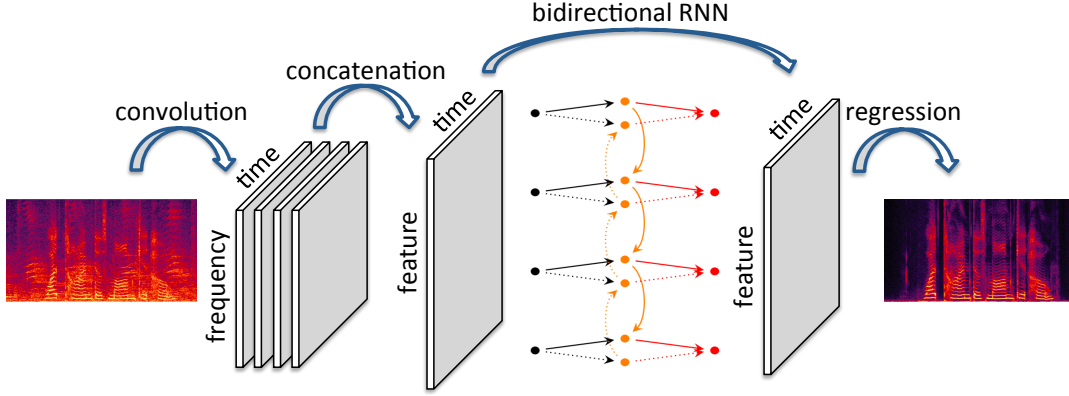 bidirectional RNN
concatenation
convolution
time
time
time
regression
frequency
feature
feature